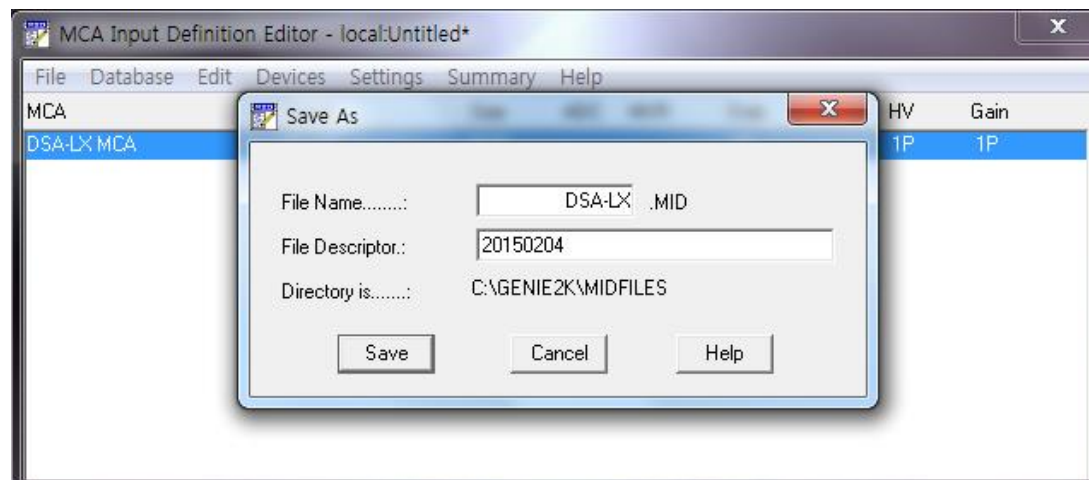 MCA Input Definition Editor - local:Untitled*
File Database Edit Devices Settings Summary Help
MCA HV Gain
DSA-LX MCA 1P 1P
Save As
File Name........: DSA-LX .MID
File Descriptor.: 20150204
Directory is.......: C:\GENIE2K\MIDFILES
Save Cancel Help